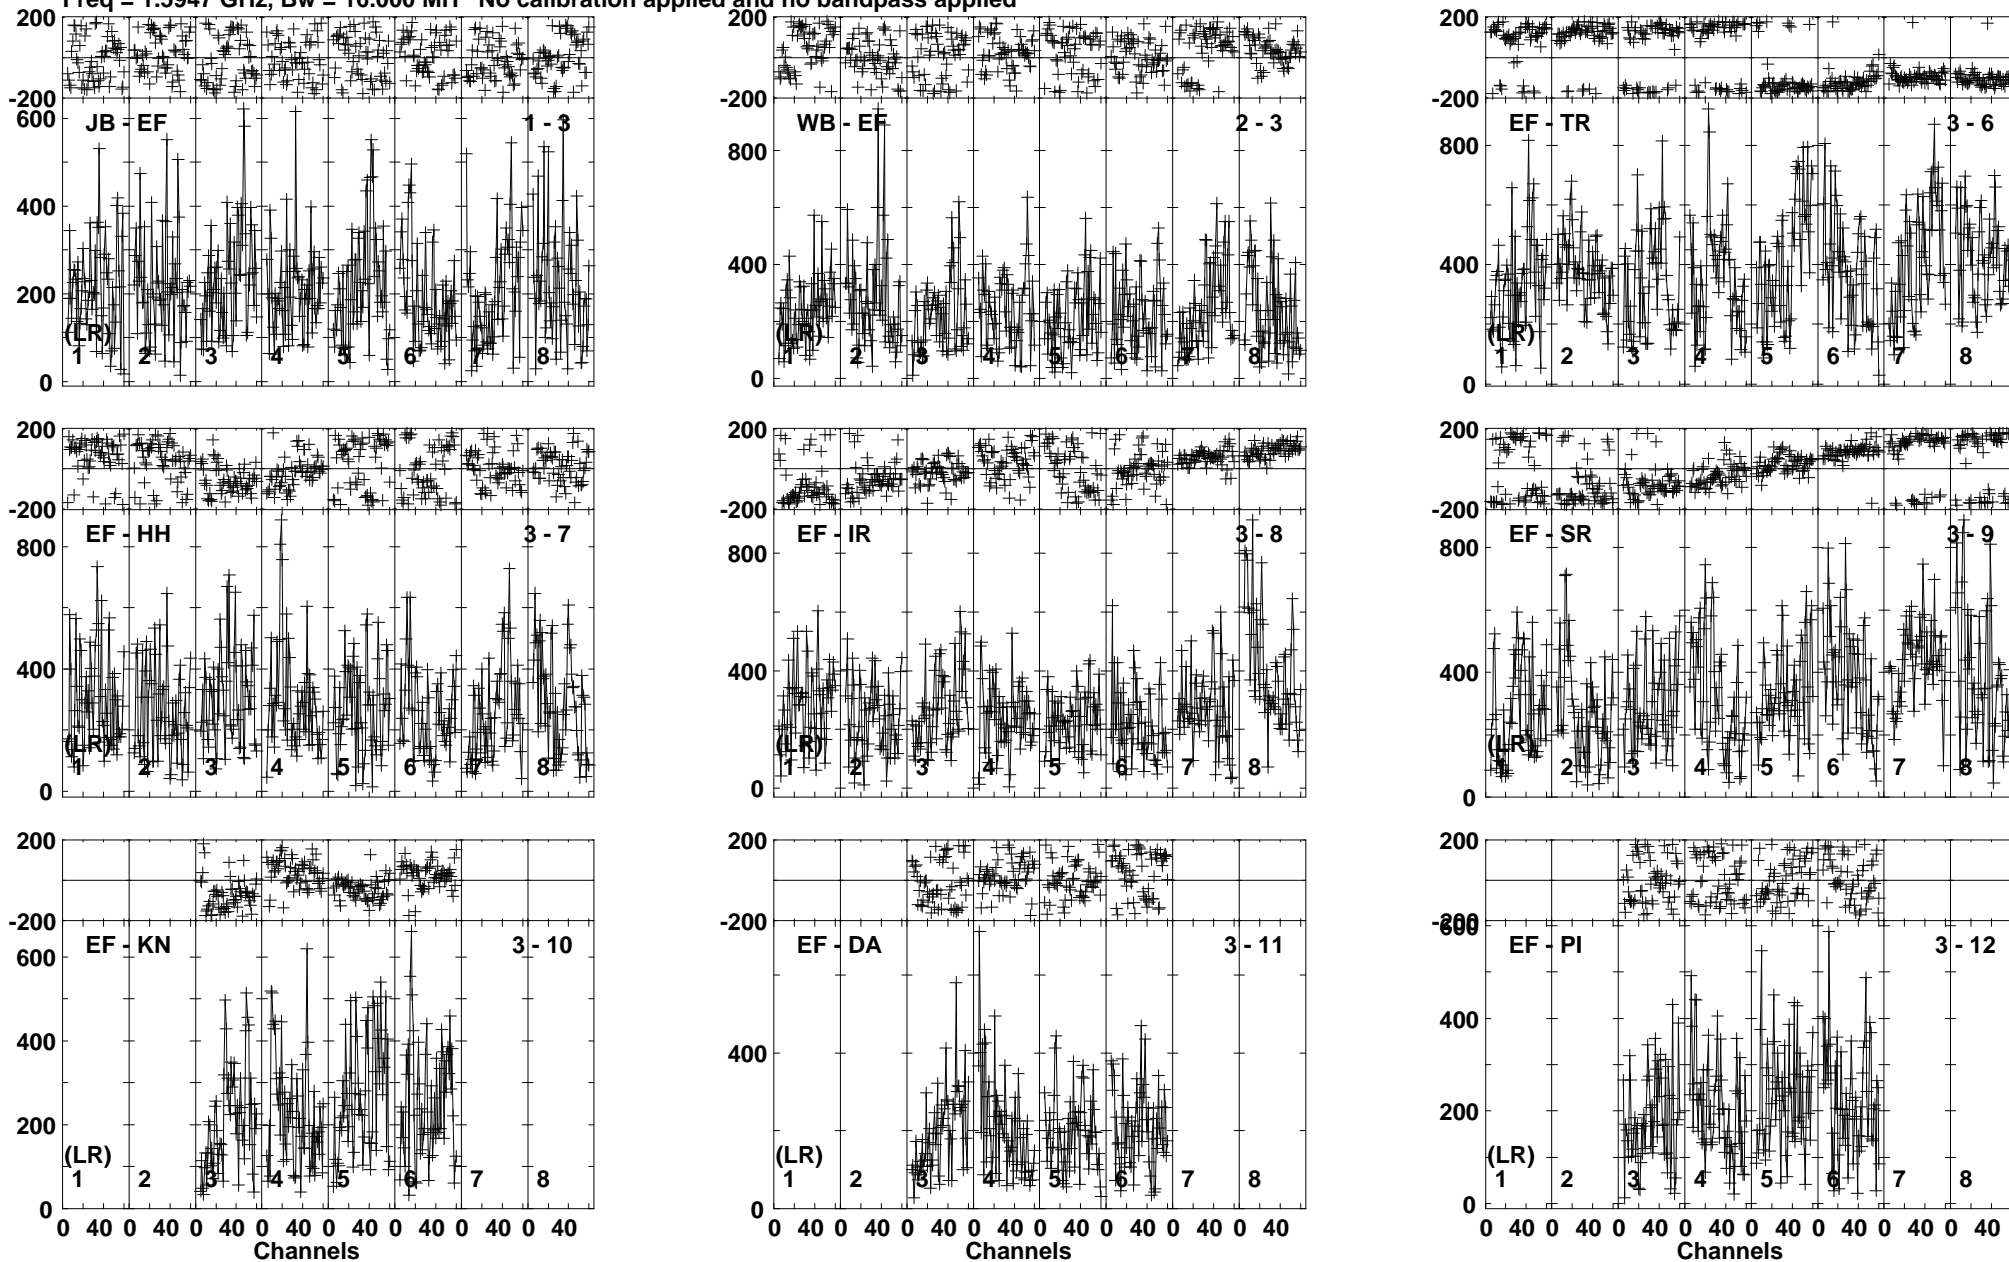 Freq = 1.5947 GHz, Bw = 16.000 MH No calibration applied and no bandpass applied
200 200 200
-200 -200 -200
600 JB - EF 1 - 3
400
200
0
(LR)
1 2 3 4 5 6 7 8
800 WB - EF 2 - 3
400
0
(LR)
1 2 3 4 5 6 7 8
800 EF - TR 3 - 6
400
0
(LR)
1 2 3 4 5 6 7 8
200 200 200
-200 -200 -200
800 EF - HH 3 - 7
400
0
(LR)
1 2 3 4 5 6 7 8
800 EF - IR 3 - 8
400
0
(LR)
1 2 3 4 5 6 7 8
800 EF - SR 3 - 9
400
0
(LR)
1 2 3 4 5 6 7 8
200 200 200
-200 -200 -200
600 EF - KN 3 - 10
400
200
0
(LR)
1 2 3 4 5 6 7 8
0 40 0 40 0 40 0 40 0 40 0 40 0 40 0 40
Channels
EF - DA 3 - 11
400
0
(LR)
1 2 3 4 5 6 7 8
0 40 0 40 0 40 0 40 0 40 0 40 0 40 0 40
Channels
600 EF - PI 3 - 12
400
200
0
(LR)
1 2 3 4 5 6 7 8
0 40 0 40 0 40 0 40 0 40 0 40 0 40 0 40
Channels